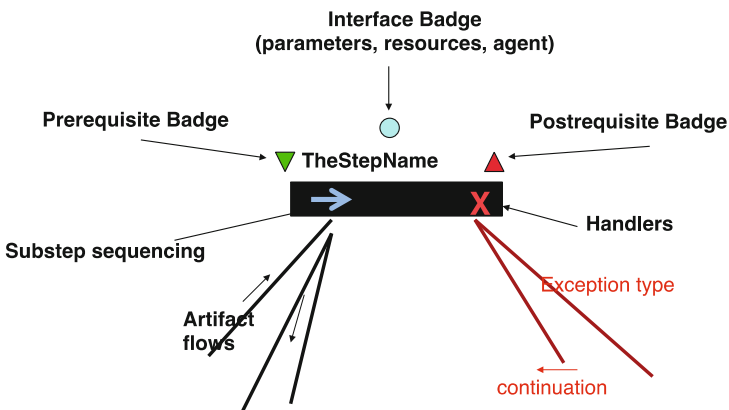 Interface Badge
(parameters, resources, agent)
Prerequisite Badge
Postrequisite Badge
TheStepName
X
Handlers
Substep sequencing
Exception type
Artifact
flows
continuation